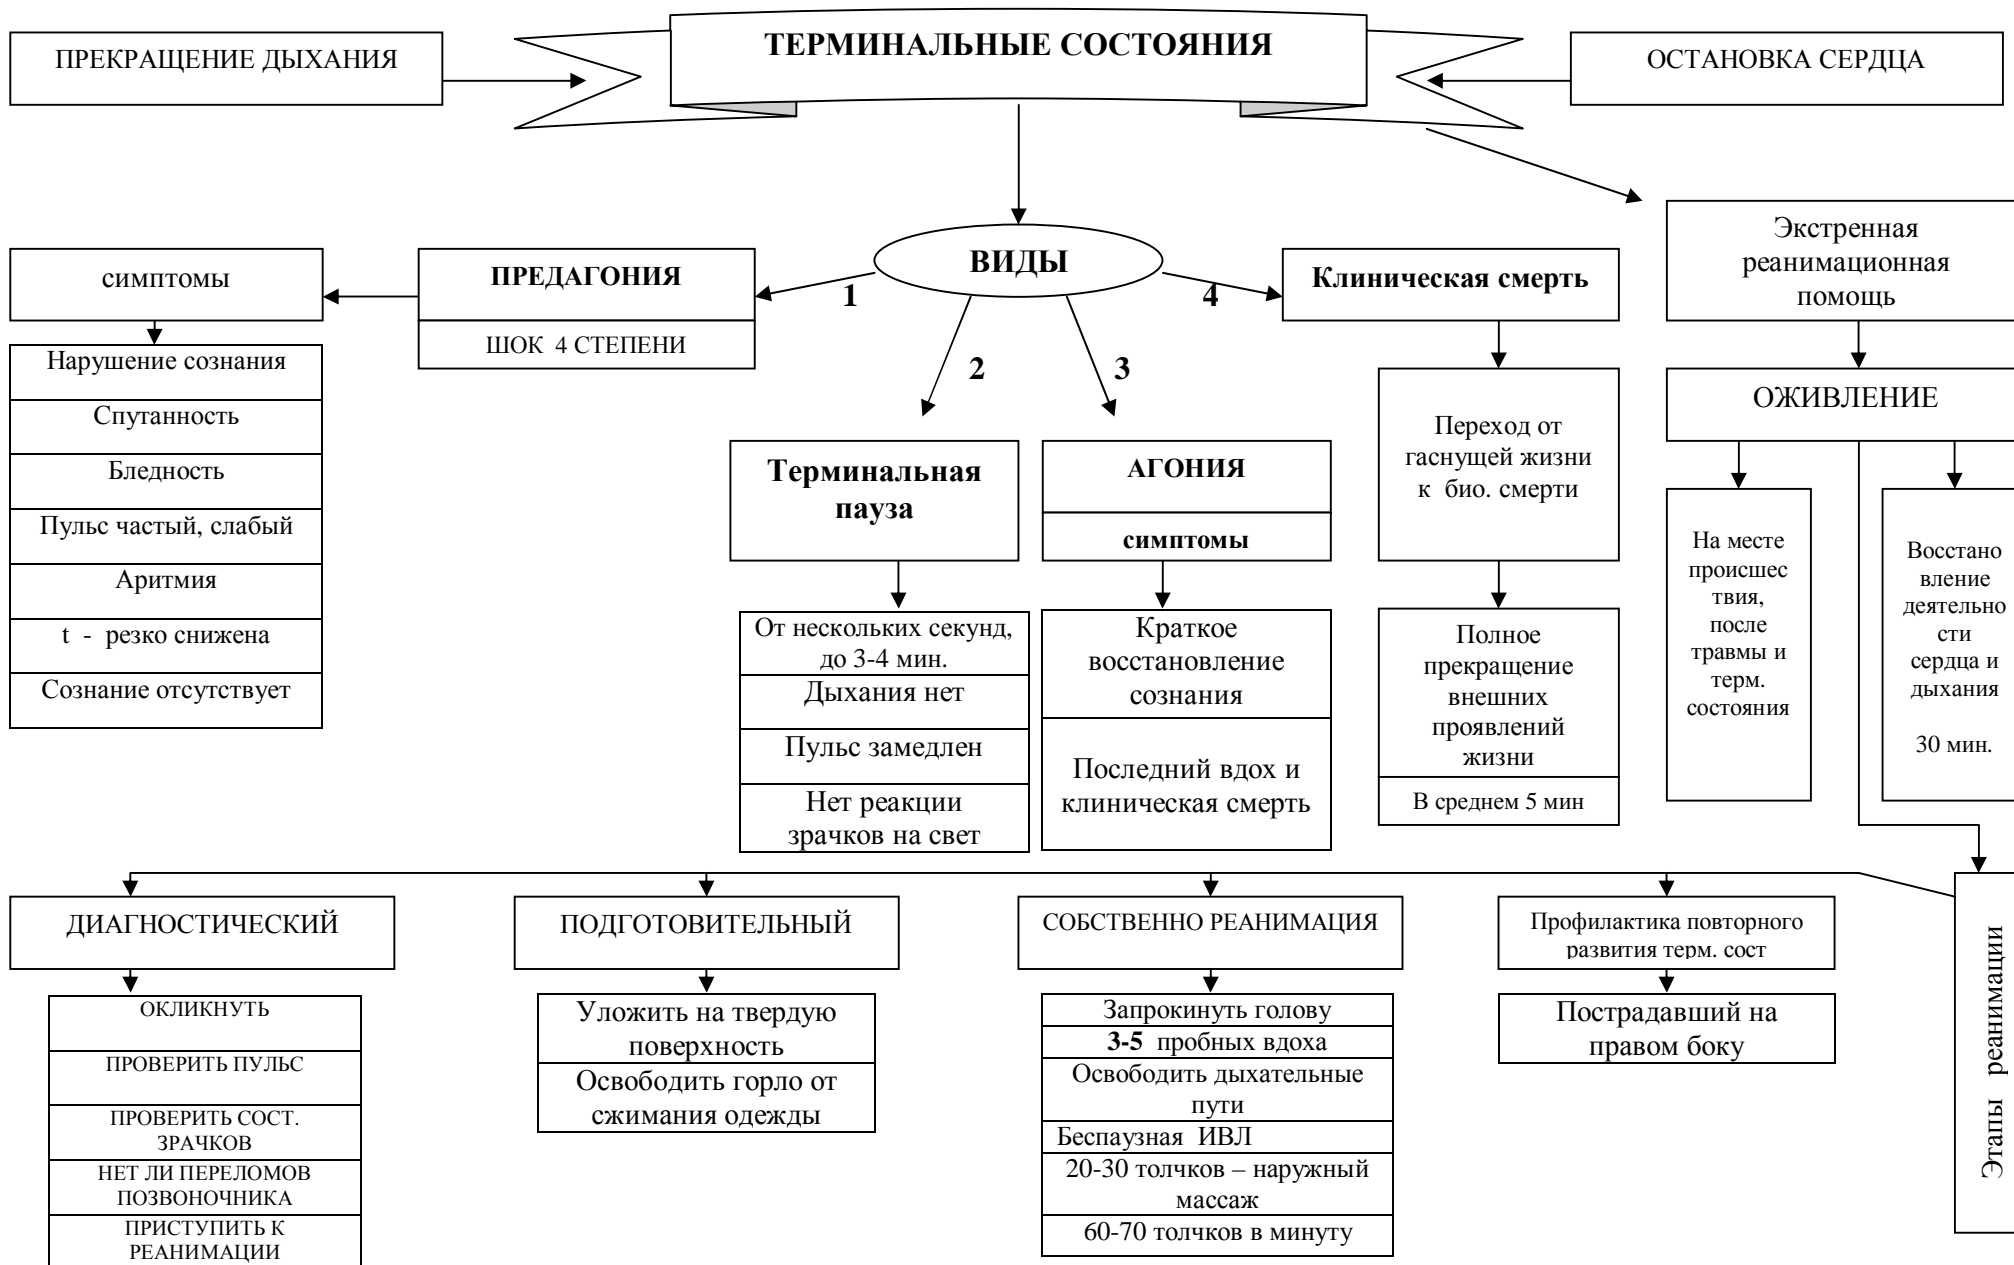 ПРЕКРАЩЕНИЕ ДЫХАНИЯ
ТЕРМИНАЛЬНЫЕ СОСТОЯНИЯ
ОСТАНОВКА СЕРДЦА
симптомы
ПРЕДАГОНИЯ
ШОК 4 СТЕПЕНИ
ВИДЫ
1
2
3
4
Клиническая смерть
Экстренная
реанимационная
помощь
Нарушение сознания
Спутанность
Бледность
Пульс частый, слабый
Аритмия
t - резко снижена
Сознание отсутствует
Терминальная
пауза
От нескольких секунд,
до 3-4 мин.
Дыхания нет
Пульс замедлен
Нет реакции
зрачков на свет
АГОНИЯ
симптомы
Краткое
восстановление
сознания
Последний вдох и
клиническая смерть
Переход от
гаснущей жизни
к био. смерти
Полное
прекращение
внешних
проявлений
жизни
В среднем 5 мин
ОЖИВЛЕНИЕ
На месте
происшес
твия,
после
травмы и
терм.
состояния
Восстано
вление
деятельно
сти
сердца и
дыхания
30 мин.
Этапы реанимации
ДИАГНОСТИЧЕСКИЙ
ОКЛИКНУТЬ
ПРОВЕРИТЬ ПУЛЬС
ПРОВЕРИТЬ СОСТ.
ЗРАЧКОВ
НЕТ ЛИ ПЕРЕЛОМОВ
ПОЗВОНОЧНИКА
ПРИСТУПИТЬ К
РЕАНИМАЦИИ
ПОДГОТОВИТЕЛЬНЫЙ
Уложить на твердую
поверхность
Освободить горло от
сжимания одежды
СОБСТВЕННО РЕАНИМАЦИЯ
Запрокинуть голову
3-5 пробных вдоха
Освободить дыхательные
пути
Беспаузная ИВЛ
20-30 толчков – наружный
массаж
60-70 толчков в минуту
Профилактика повторного
развития терм. сост
Пострадавший на
правом боку